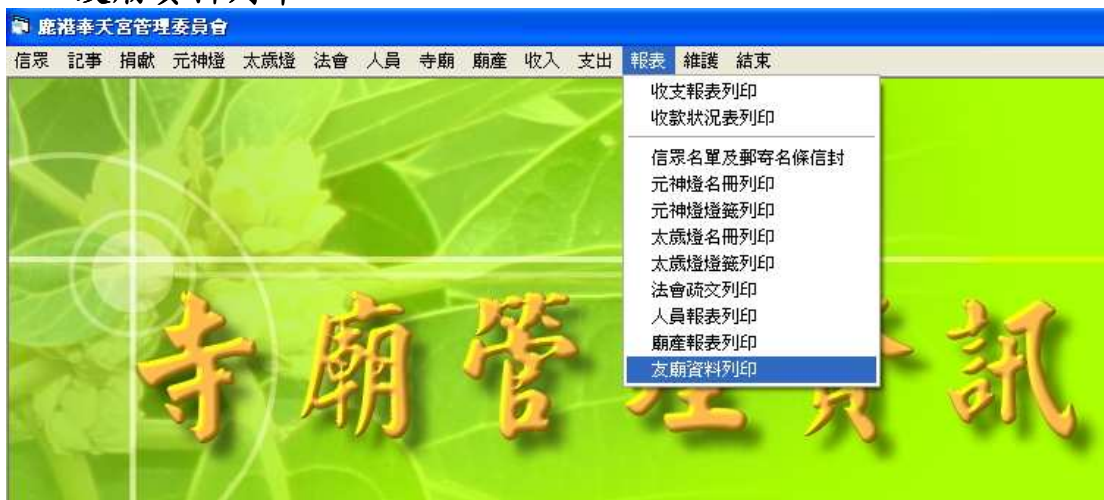 鹿港奉天宮管理委員會
信眾 記事 捐獻 元神燈 太歲燈 法會 人員 寺廟 廟產 收入 支出 報表 維護 結束
收支報表列印
收款狀況表列印
信眾名單及郵寄名條信封
元神燈名冊列印
元神燈燈籤列印
太歲燈名冊列印
太歲燈燈籤列印
法會疏文列印
人員報表列印
廟產報表列印
友廟資料列印
寺廟管理資訊